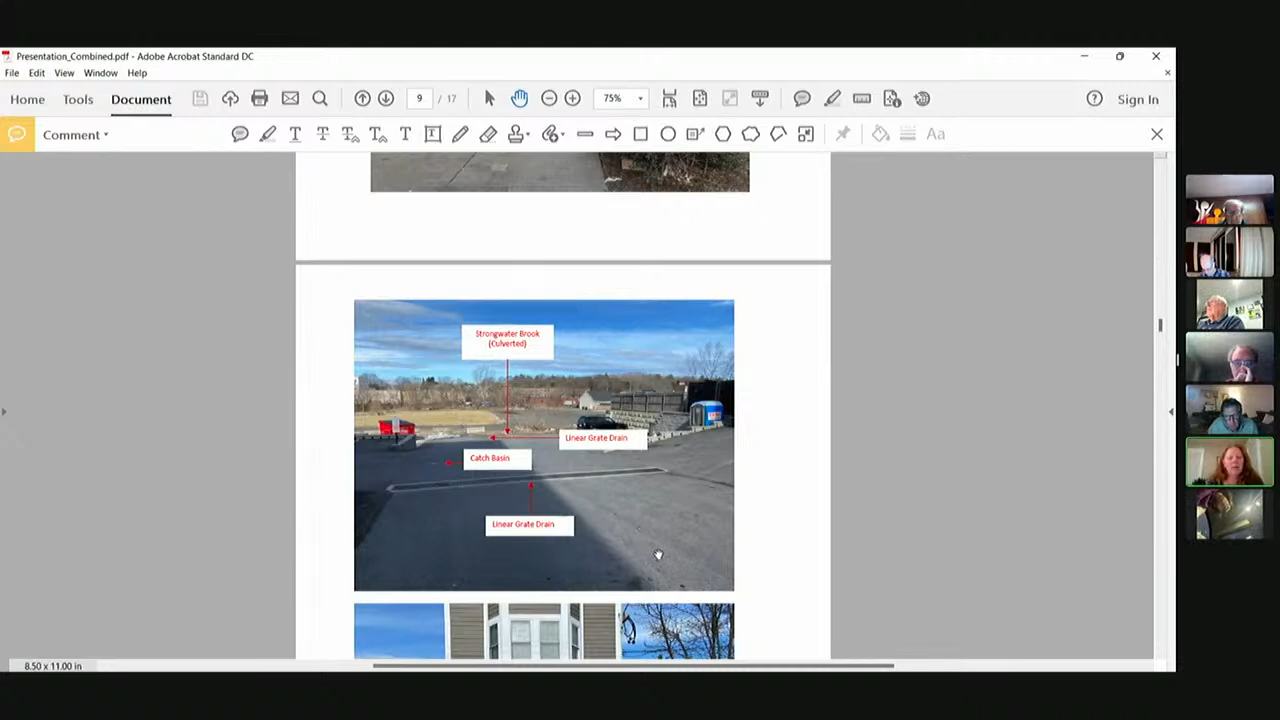 Presentation_Combined.pdf - Adobe Acrobat Standard DC
File Edit View Window Help
Home Tools Document 9 / 17 75% Sign In
Comment Aa
Strongwater Brook
(Culverted)
Linear Grate Drain
Catch Basin
Linear Grate Drain
8.50 x 11.00 in